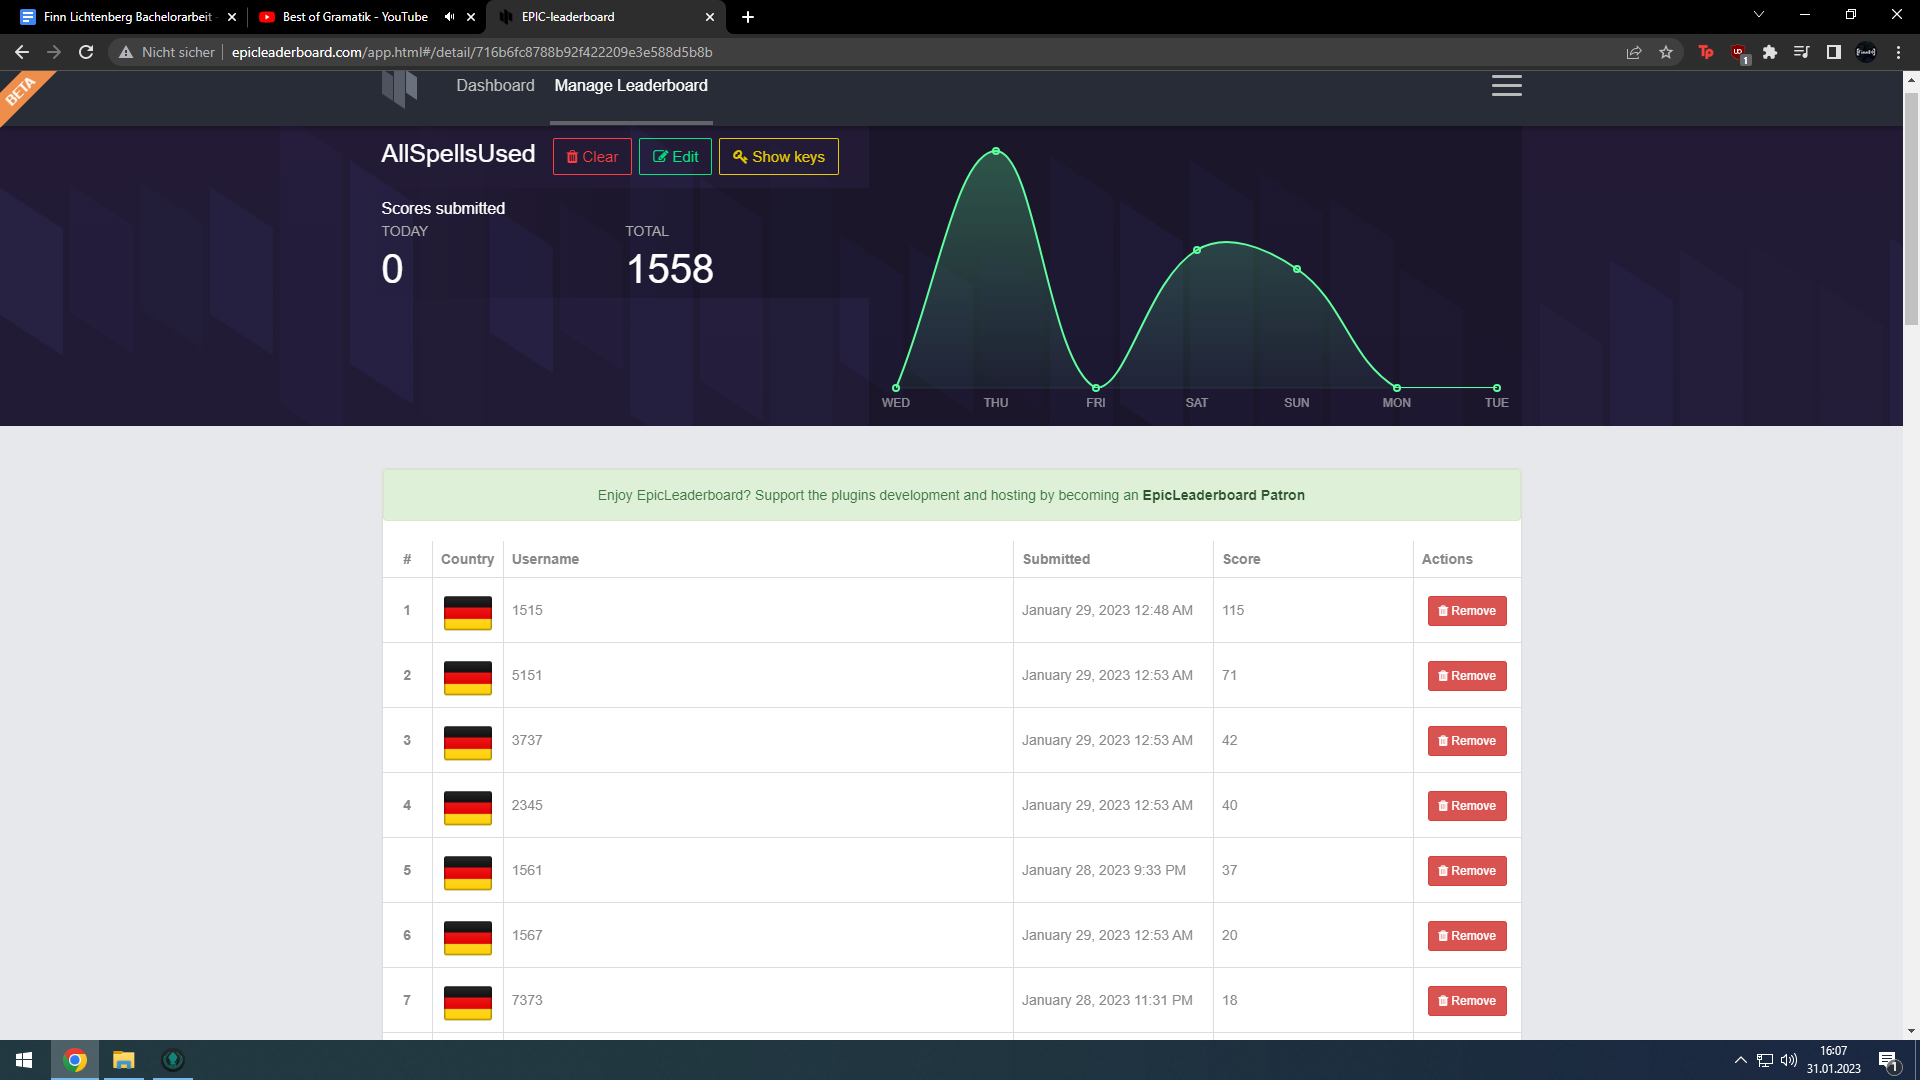 Finn Lichtenberg Bachelorarbeit -
Best of Gramatik - YouTube
EPIC-leaderboard
Nicht sicher
epicleaderboard.com/app.html#/detail/716b6fc8788b92f422209e3e588d5b8b
Tp
1
BETA
Dashboard
Manage Leaderboard
AllSpellsUsed
Clear
Edit
Show keys
Scores submitted
TODAY
TOTAL
0
1558
WED
THU
FRI
SAT
SUN
MON
TUE
Enjoy EpicLeaderboard? Support the plugins development and hosting by becoming an EpicLeaderboard Patron
# Country Username Submitted Score Actions
1 1515 January 29, 2023 12:48 AM 115 Remove
2 5151 January 29, 2023 12:53 AM 71 Remove
3 3737 January 29, 2023 12:53 AM 42 Remove
4 2345 January 29, 2023 12:53 AM 40 Remove
5 1561 January 28, 2023 9:33 PM 37 Remove
6 1567 January 29, 2023 12:53 AM 20 Remove
7 7373 January 28, 2023 11:31 PM 18 Remove
16:07
31.01.2023
1